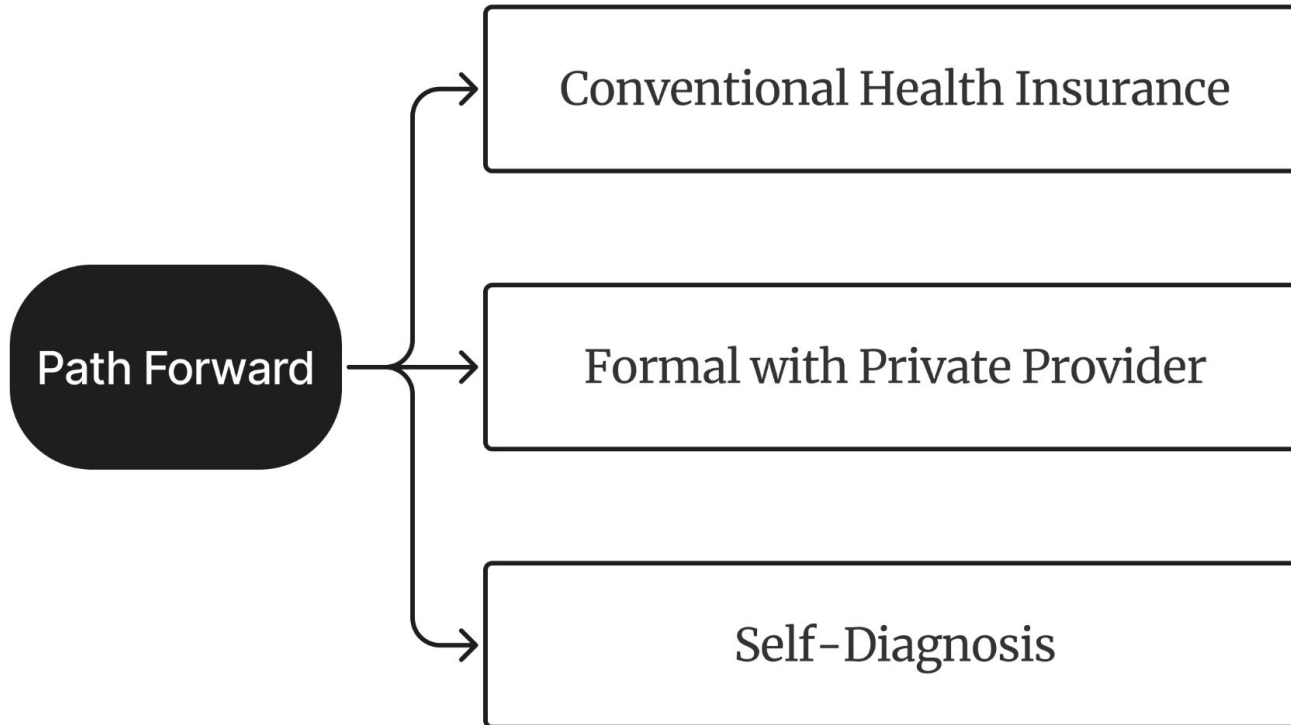 Conventional Health Insurance
Path Forward
Formal with Private Provider
Self-Diagnosis